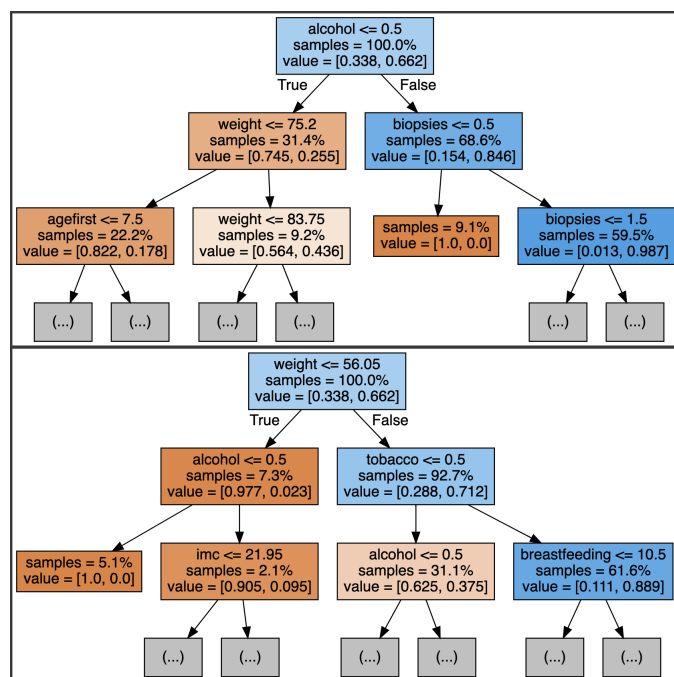 alcohol <= 0.5
samples = 100.0%
value = [0.338, 0.662]
True
False
weight <= 75.2
samples = 31.4%
value = [0.745, 0.255]
biopsies <= 0.5
samples = 68.6%
value = [0.154, 0.846]
agefirst <= 7.5
samples = 22.2%
value = [0.822, 0.178]
weight <= 83.75
samples = 9.2%
value = [0.564, 0.436]
samples = 9.1%
value = [1.0, 0.0]
biopsies <= 1.5
samples = 59.5%
value = [0.013, 0.987]
(...)
(...)
(...)
(...)
(...)
(...)
weight <= 56.05
samples = 100.0%
value = [0.338, 0.662]
True
False
alcohol <= 0.5
samples = 7.3%
value = [0.977, 0.023]
tobacco <= 0.5
samples = 92.7%
value = [0.288, 0.712]
samples = 5.1%
value = [1.0, 0.0]
imc <= 21.95
samples = 2.1%
value = [0.905, 0.095]
alcohol <= 0.5
samples = 31.1%
value = [0.625, 0.375]
breastfeeding <= 10.5
samples = 61.6%
value = [0.111, 0.889]
(...)
(...)
(...)
(...)
(...)
(...)